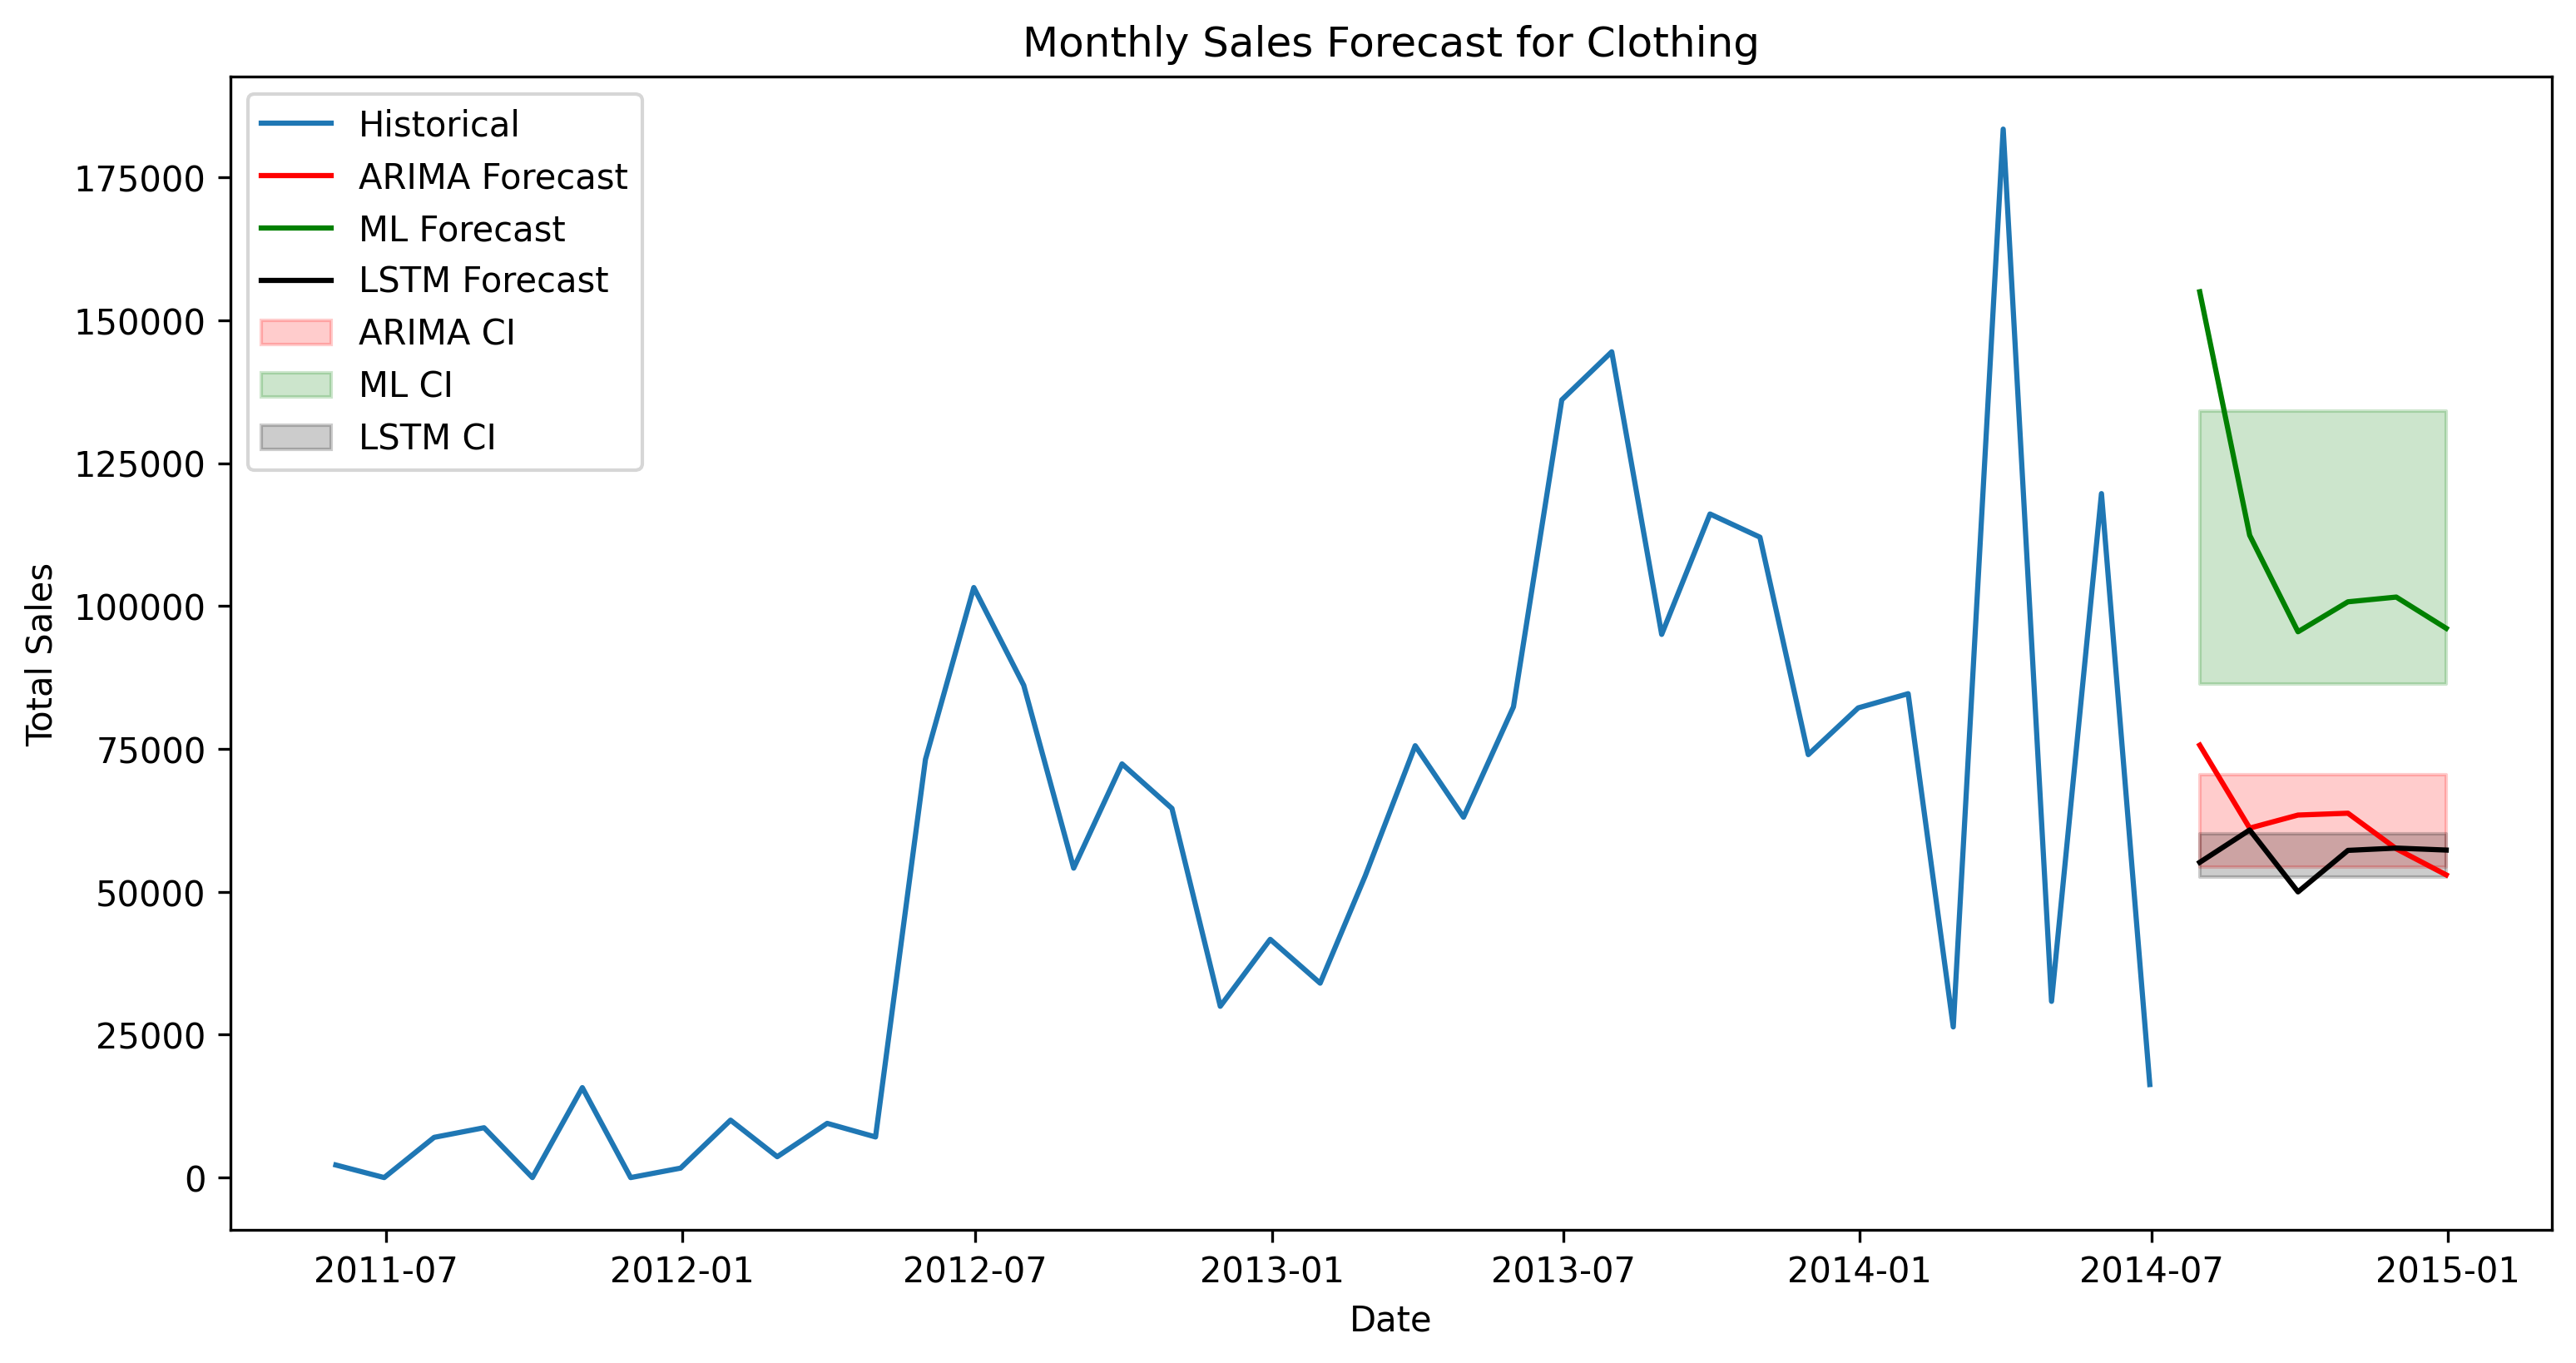 Monthly Sales Forecast for Clothing
Historical
ARIMA Forecast
ML Forecast
LSTM Forecast
ARIMA CI
ML CI
LSTM CI
Total Sales
175000
150000
125000
100000
75000
50000
25000
0
2011-07 2012-01 2012-07 2013-01 2013-07 2014-01 2014-07 2015-01
Date